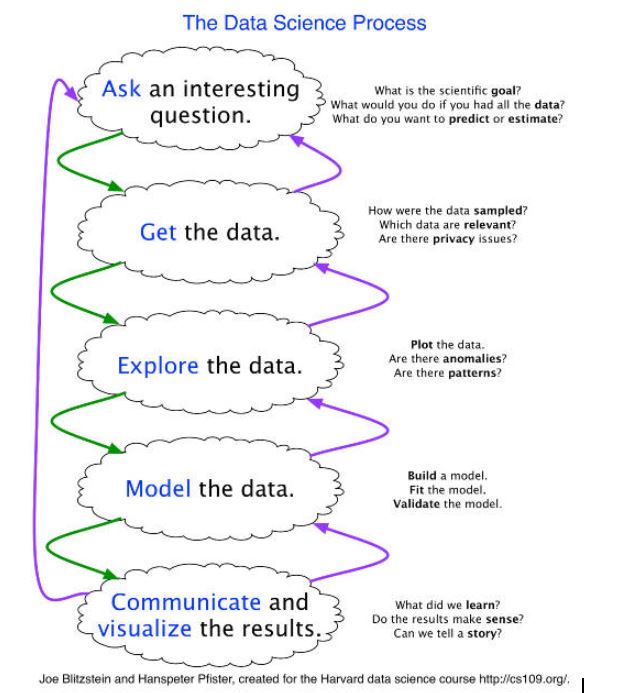 The Data Science Process
Ask an interesting
question.
What is the scientific goal?
What would you do if you had all the data?
What do you want to predict or estimate?
Get the data.
How were the data sampled?
Which data are relevant?
Are there privacy issues?
Explore the data.
Plot the data.
Are there anomalies?
Are there patterns?
Model the data.
Build a model.
Fit the model.
Validate the model.
Communicate and
visualize the results.
What did we learn?
Do the results make sense?
Can we tell a story?
Joe Blitzstein and Hanspeter Pfister, created for the Harvard data science course http://cs109.org/.